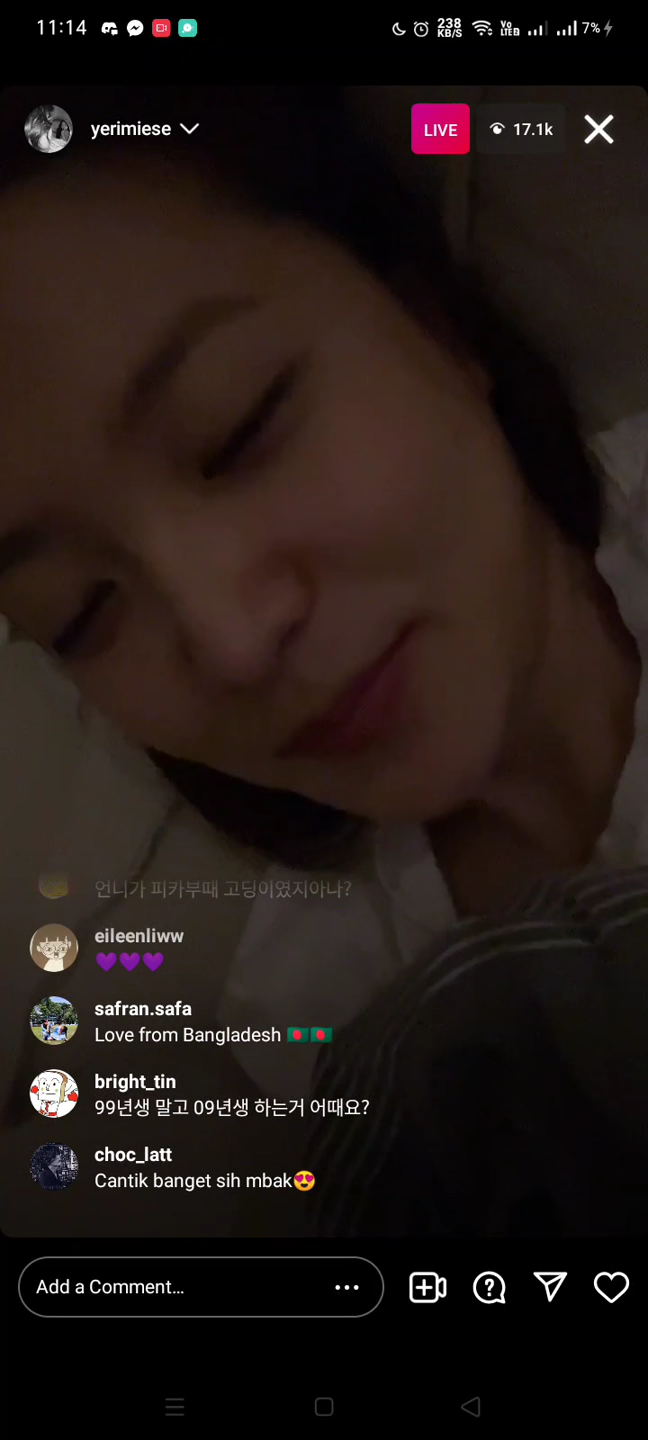 11:14
238
KB/S
Vo
LTE2
7%
yerimiese
LIVE
17.1k
언니가 피카부때 고딩이였지아나?
eileenliww
💜💜💜
safran.safa
Love from Bangladesh 🇧🇩🇧🇩
bright_tin
99년생 말고 09년생 하는거 어때요?
choc_latt
Cantik banget sih mbak😍
Add a Comment...